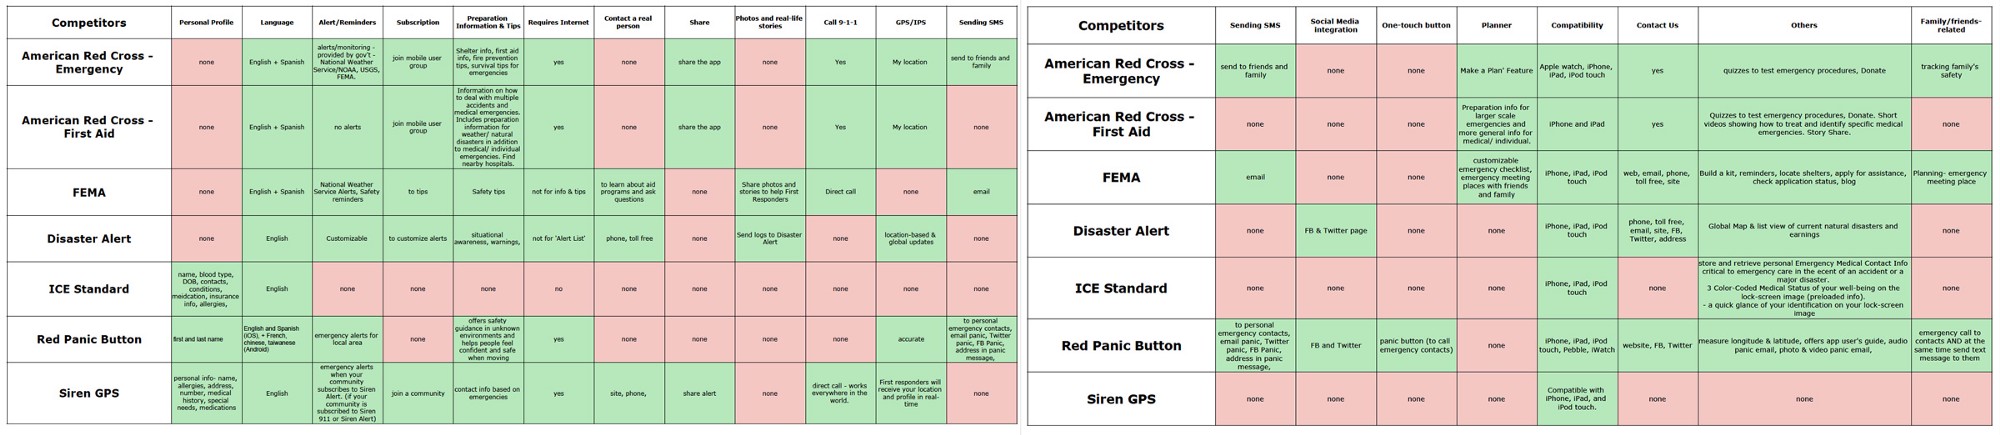 Competitors
Personal Profile
Language
Alert/Reminders
Subscription
Preparation
Information & Tips
Requires Internet
Contact a real
person
Share
Photos and real-life
stories
Call 9-1-1
GPS/IPS
Sending SMS
American Red Cross -
Emergency
none
English + Spanish
alerts/monitoring -
provided by gov't -
National Weather
Service/NOAA, USGS,
FEMA.
join mobile user
group
Shelter info, first aid
info, fire prevention
tips, survival tips for
emergencies
yes
none
share the app
none
Yes
My location
send to friends and
family
American Red Cross -
First Aid
none
English + Spanish
no alerts
join mobile user
group
Information on how
to deal with multiple
accidents and
medical emergencies.
Includes preparation
information for
weather/ natural
disasters in addition
to medical/ individual
emergencies. Find
nearby hospitals.
yes
none
share the app
none
Yes
My location
none
FEMA
none
English + Spanish
National Weather
Service Alerts, Safety
reminders
to tips
Safety tips
not for info & tips
to learn about aid
programs and ask
questions
none
Share photos and
stories to help First
Responders
Direct call
none
email
Disaster Alert
none
English
Customizable
to customize alerts
situational
awareness, warnings,
not for 'Alert List'
phone, toll free
none
Send logs to Disaster
Alert
none
location-based &
global updates
none
ICE Standard
name, blood type,
DOB, contacts,
conditions,
meidcation, insurance
info, allergies,
English
none
none
none
no
none
none
none
none
none
none
Red Panic Button
first and last name
English and Spanish
(iOS), + French,
chinese, taiwanese
(Android)
emergency alerts for
local area
none
offers safety
guidance in unknown
environments and
helps people feel
confident and safe
when moving
yes
none
none
none
none
accurate
to personal
emergency contacts,
email panic, Twitter
panic, FB Panic,
address in panic
message,
Siren GPS
personal info- name,
allergies, address,
number, medical
history, special
needs, medications
English
emergency alerts
when your
community
subscribes to Siren
Alert. (if your
community is
subscribed to Siren
911 or Siren Alert)
join a community
contact info based on
emergencies
yes
site, phone,
share alert
none
direct call - works
everywhere in the
world.
First responders will
receive your location
and profile in real-
time
none
Competitors
Sending SMS
Social Media
integration
One-touch button
Planner
Compatibility
Contact Us
Others
Family/friends-
related
American Red Cross -
Emergency
send to friends and
family
none
none
Make a Plan' Feature
Apple watch, iPhone,
iPad, iPod touch
yes
quizzes to test emergency procedures, Donate
tracking family's
safety
American Red Cross -
First Aid
none
none
none
Preparation info for
larger scale
emergencies and
more general info for
medical/ individual.
iPhone and iPad
yes
Quizzes to test emergency procedures, Donate. Short
videos showing how to treat and identify specific medical
emergencies. Story Share.
none
FEMA
email
none
none
customizable
emergency checklist,
emergency meeting
places with friends
and family
iPhone, iPad, iPod
touch
web, email, phone,
toll free, site
Build a kit, reminders, locate shelters, apply for assistance,
check application status, blog
Planning- emergency
meeting place
Disaster Alert
none
FB & Twitter page
none
none
iPhone, iPad, iPod
touch
phone, toll free,
email, site, FB,
Twitter, address
Global Map & list view of current natural disasters and
earnings
none
ICE Standard
none
none
none
none
iPhone, iPad, iPod
touch
none
store and retrieve personal Emergency Medical Contact Info
critical to emergency care in the ecent of an accident or a
major disaster.
3 Color-Coded Medical Status of your well-being on the
lock-screen image (preloaded info).
- a quick glance of your identification on your lock-screen
image
none
Red Panic Button
to personal
emergency contacts,
email panic, Twitter
panic, FB Panic,
address in panic
message,
FB and Twitter
panic button (to call
emergency contacts)
none
iPhone, iPad, iPod
touch, Pebble, iWatch
website, FB, Twitter
measure longitude & latitude, offers app user's guide, audio
panic email, photo & video panic email,
emergency call to
contacts AND at the
same time send text
message to them
Siren GPS
none
none
none
none
Compatible with
iPhone, iPad, and
iPod touch.
none
none
none